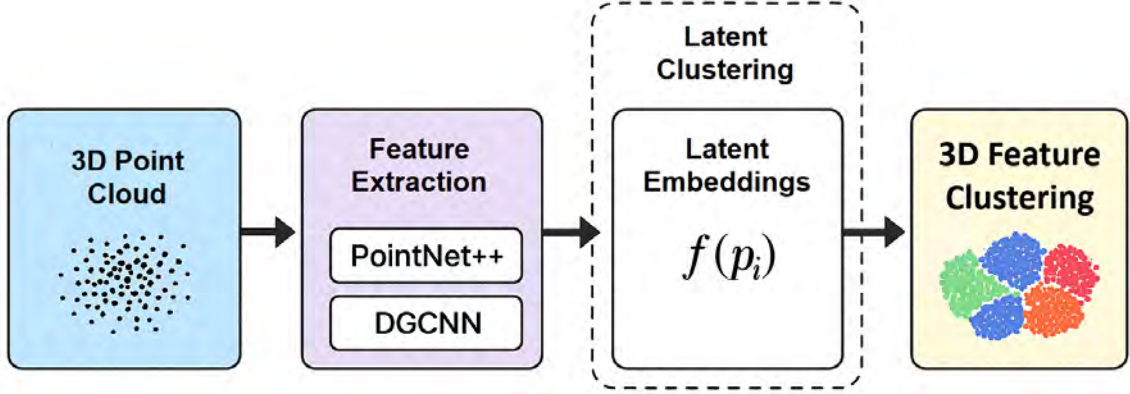 3D Point
Cloud
Feature
Extraction
PointNet++
DGCNN
Latent
Clustering
Latent
Embeddings
f(pᵢ)
3D Feature
Clustering